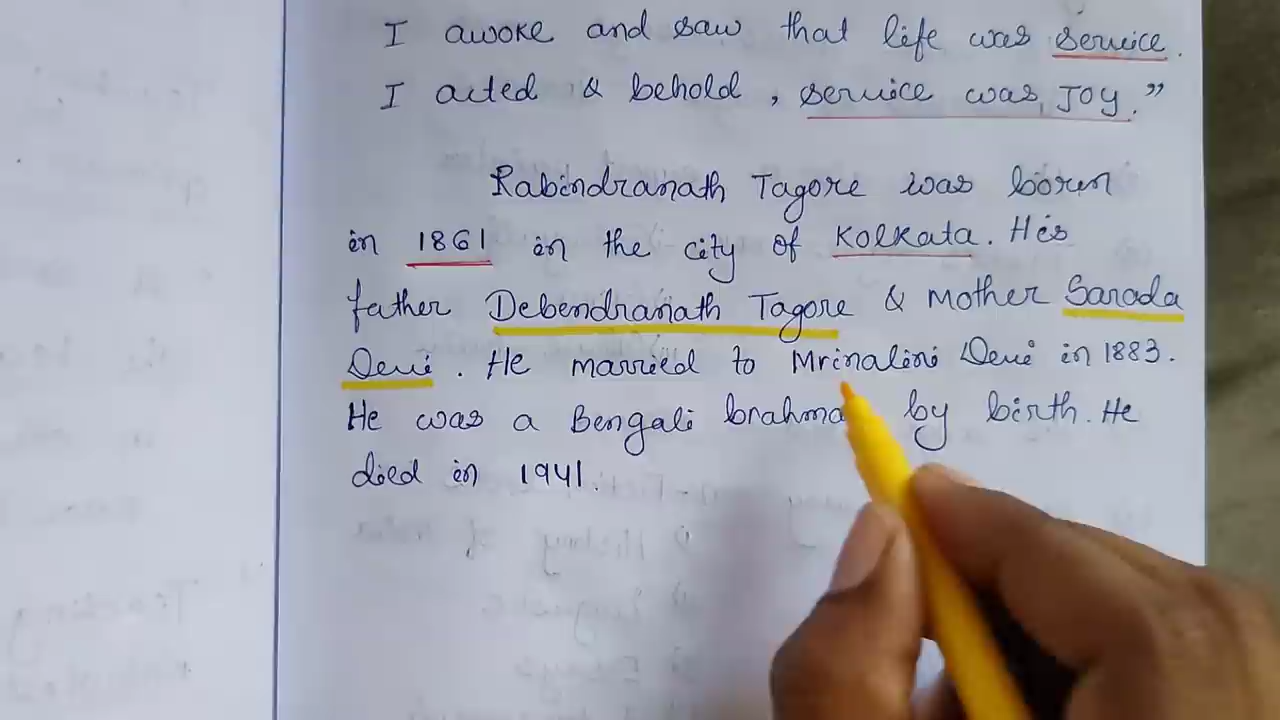 I awoke and saw that life was service.
I acted & behold, service was Joy."
Rabindranath Tagore was born
in 1861 in the city of Kolkata. His
father Debendranath Tagore & Mother Sarada
Devi. He married to Mrinalini Devi in 1883.
He was a Bengali brahma by birth. He
died in 1941.